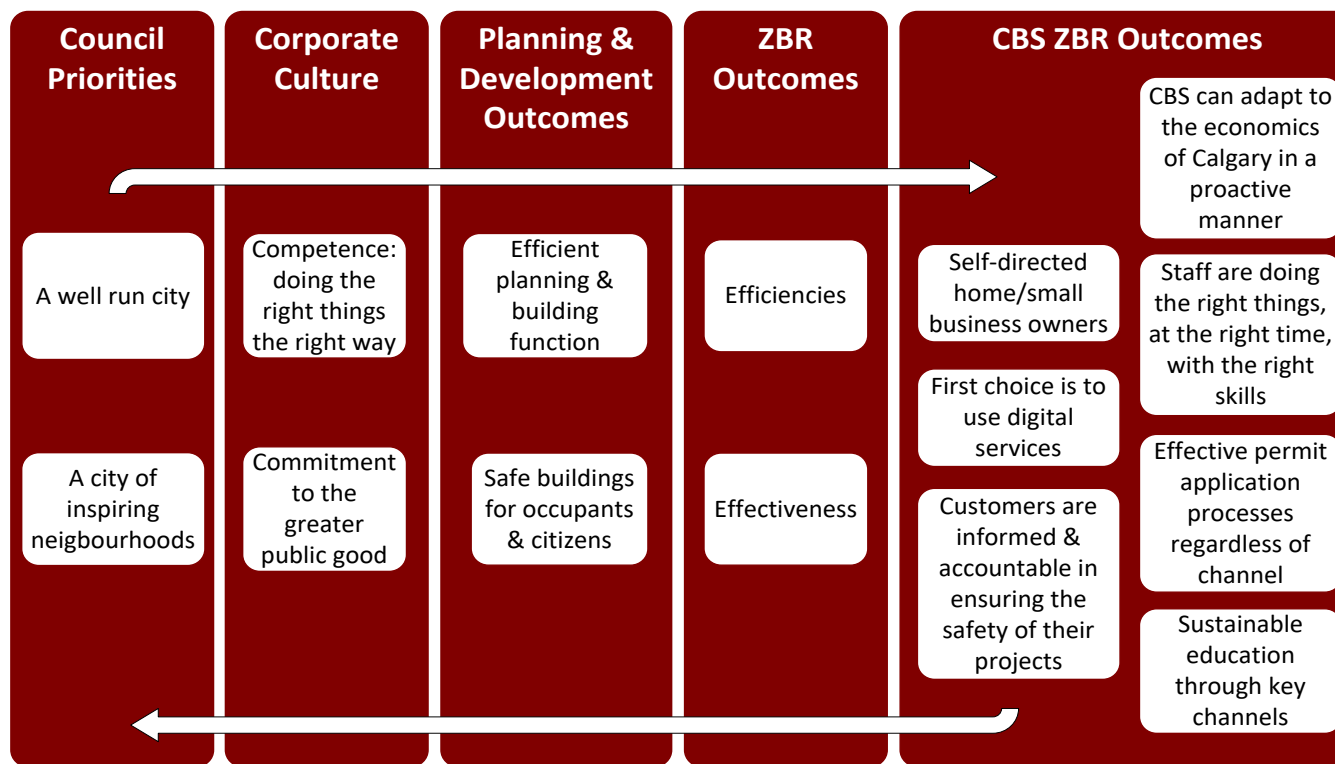 Council
Priorities
A well run city
A city of
inspiring
neigbourhoods
Corporate
Culture
Competence:
doing the
right things
the right way
Commitment
to the
greater
public good
Planning &
Development
Outcomes
Efficient
planning &
building
function
Safe buildings
for occupants
& citizens
ZBR
Outcomes
Efficiencies
Effectiveness
CBS ZBR Outcomes
Self-directed
home/small
business owners
First choice is to
use digital
services
Customers are
informed &
accountable in
ensuring the
safety of their
projects
CBS can adapt to
the economics
of Calgary in a
proactive
manner
Staff are doing
the right things,
at the right time,
with the right
skills
Effective permit
application
processes
regardless of
channel
Sustainable
education
through key
channels